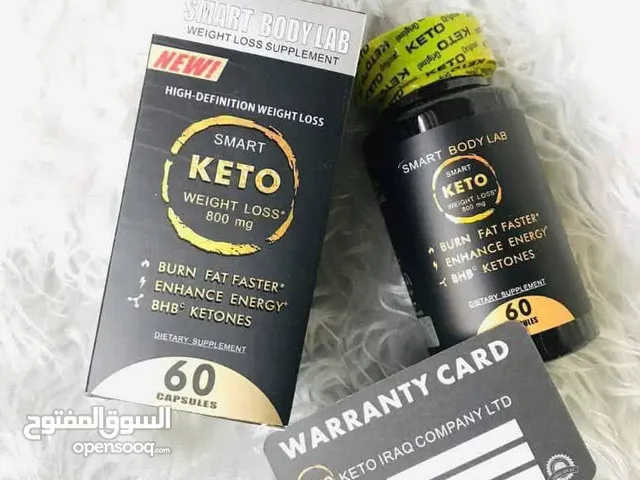 SMART BODY LAB
WEIGHT LOSS SUPPLEMENT
NEW!
HIGH-DEFINITION WEIGHT LOSS
SMART
KETO
WEIGHT LOSS*
800 mg
BURN FAT FASTER*
ENHANCE ENERGY+
BHB© KETONES
DIETARY SUPPLEMENT
60
CAPSULES
KETO
Original
KETO
SMART BODY LAB
SMART
KETO
WEIGHT LOSS*
800 mg
BURN FAT FASTER*
ENHANCE ENERGY+
BHB© KETONES
DIETARY SUPPLEMENT
60
CAPSULES
WARRANTY CARD
KETO IRAQ COMPANY LTD
السوق المفتوح
opensooq.com